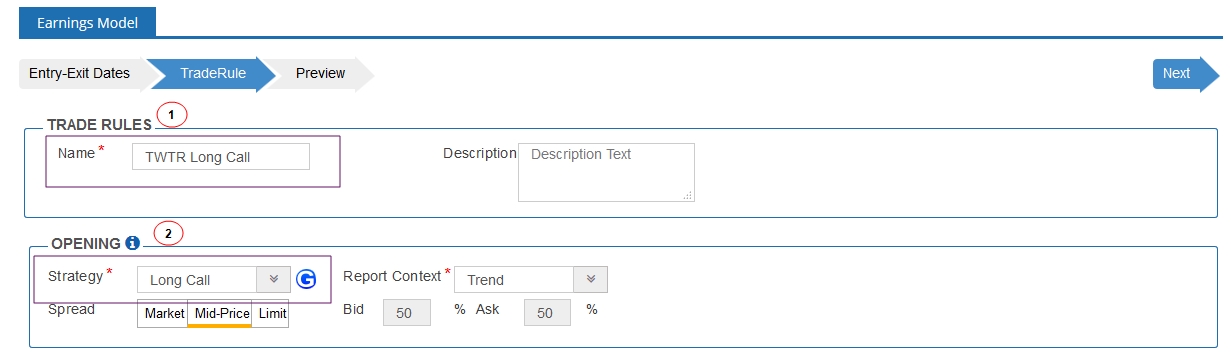 Earnings Model
Entry-Exit Dates TradeRule Preview Next
1
TRADE RULES
Name * TWTR Long Call Description Description Text
2
OPENING i
Strategy * Long Call G Report Context * Trend
Spread Market Mid-Price Limit Bid 50 % Ask 50 %